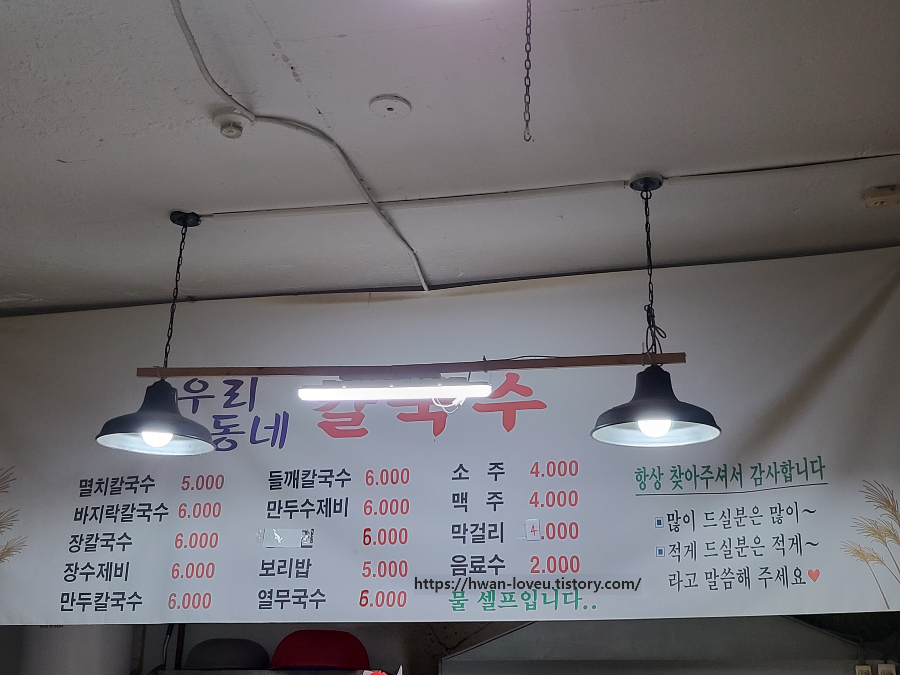 우리
동네 칼국수
멸치칼국수 5.000
바지락칼국수 6.000
장칼국수 6.000
장수제비 6.000
만두칼국수 6.000
들깨칼국수 6.000
만두수제비 6.000
6.000
보리밥 5.000
열무국수 6.000
소 주 4.000
맥 주 4.000
막걸리 4.000
음료수 2.000
물 셀프입니다..
항상 찾아주셔서 감사합니다
많이 드실분은 많이~
적게 드실분은 적게~
라고 말씀해 주세요♥
https://hwan-loveu.tistory.com/